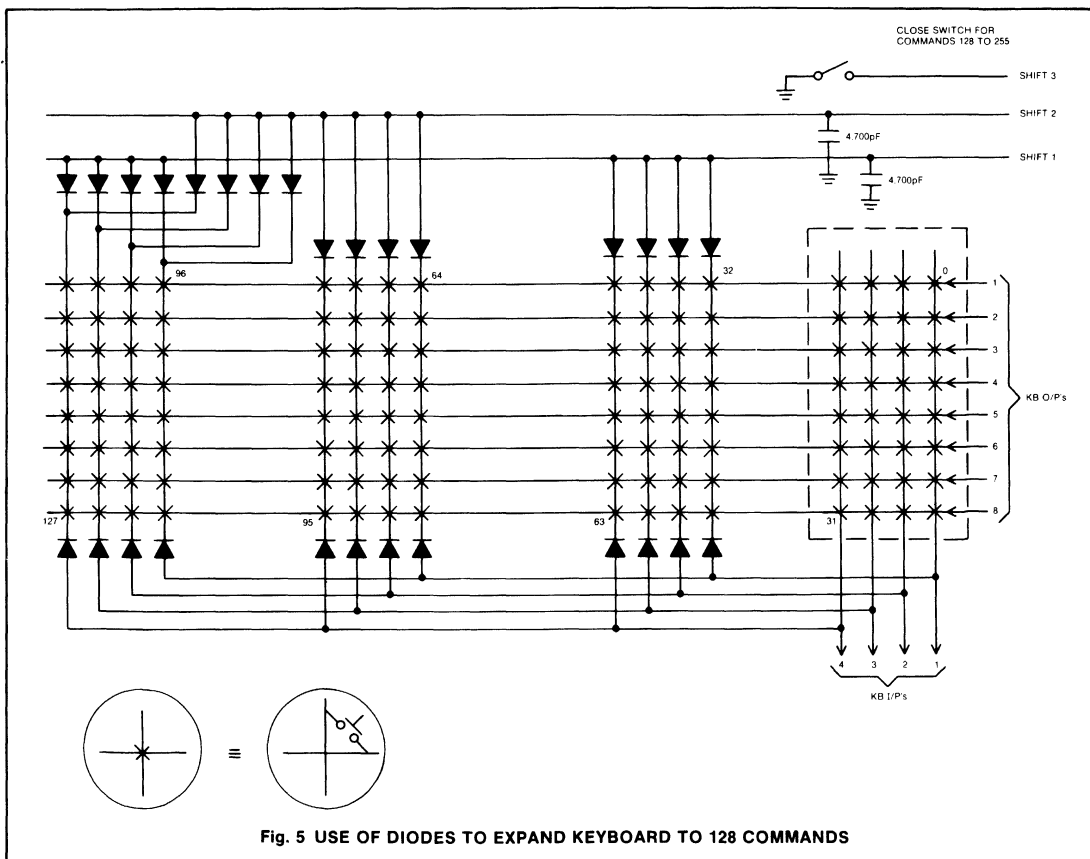 CLOSE SWITCH FOR
COMMANDS 128 TO 255
SHIFT 3
SHIFT 2
4.700pF
SHIFT 1
4.700pF
96
64
32
0
1
2
3
4
5
6
7
8
KB O/P's
127
95
63
31
4 3 2 1
KB I/P's
≡
Fig. 5 USE OF DIODES TO EXPAND KEYBOARD TO 128 COMMANDS